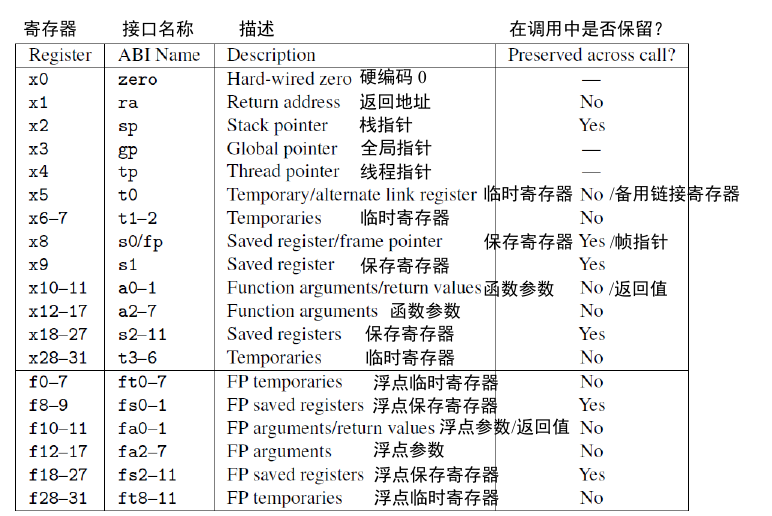 寄存器 接口名称 描述 在调用中是否保留？
Register ABI Name Description Preserved across call?
x0 zero Hard-wired zero 硬编码 0 —
x1 ra Return address 返回地址 No
x2 sp Stack pointer 栈指针 Yes
x3 gp Global pointer 全局指针 —
x4 tp Thread pointer 线程指针 —
x5 t0 Temporary/alternate link register 临时寄存器 No /备用链接寄存器
x6–7 t1–2 Temporaries 临时寄存器 No
x8 s0/fp Saved register/frame pointer 保存寄存器 Yes /帧指针
x9 s1 Saved register 保存寄存器 Yes
x10–11 a0–1 Function arguments/return values 函数参数 No /返回值
x12–17 a2–7 Function arguments 函数参数 No
x18–27 s2–11 Saved registers 保存寄存器 Yes
x28–31 t3–6 Temporaries 临时寄存器 No
f0–7 ft0–7 FP temporaries 浮点临时寄存器 No
f8–9 fs0–1 FP saved registers 浮点保存寄存器 Yes
f10–11 fa0–1 FP arguments/return values 浮点参数/返回值 No
f12–17 fa2–7 FP arguments 浮点参数 No
f18–27 fs2–11 FP saved registers 浮点保存寄存器 Yes
f28–31 ft8–11 FP temporaries 浮点临时寄存器 No